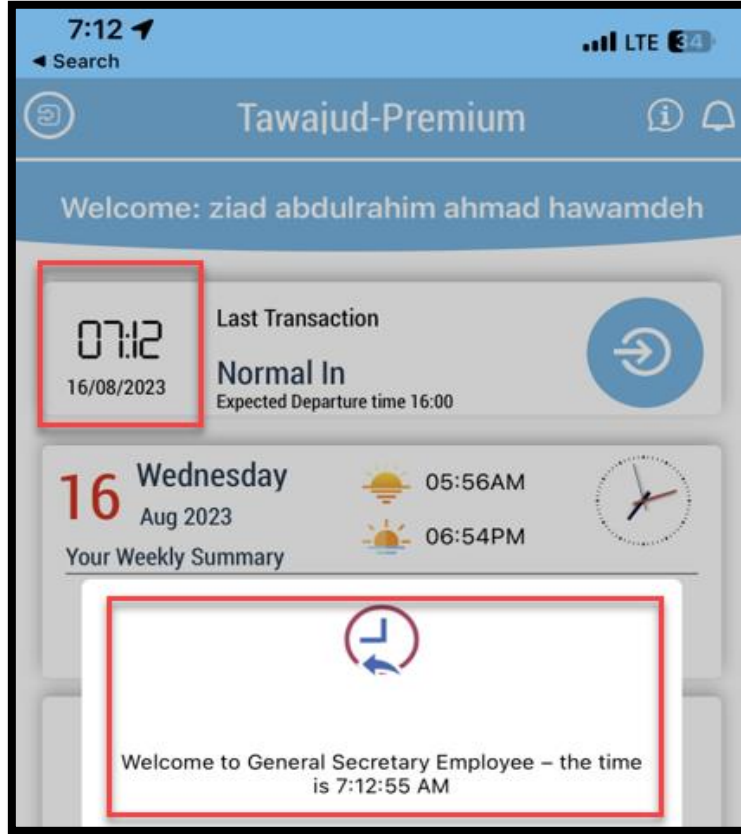 7:12
LTE 34
◄ Search
Tawajud-Premium
Welcome: ziad abdulrahim ahmad hawamdeh
07:12
16/08/2023
Last Transaction
Normal In
Expected Departure time 16:00
16 Wednesday
Aug 2023
05:56AM
06:54PM
Your Weekly Summary
Welcome to General Secretary Employee – the time
is 7:12:55 AM